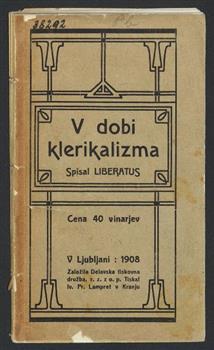 38292
V dobi
klerikalizma
Spisal LIBERATUS
Cena 40 vinarjev
V Ljubljani : 1908
Založila Delavska tiskovna
družba, r. z. z o. p. Tiskal
Iv. Pr. Lampret v Kranju